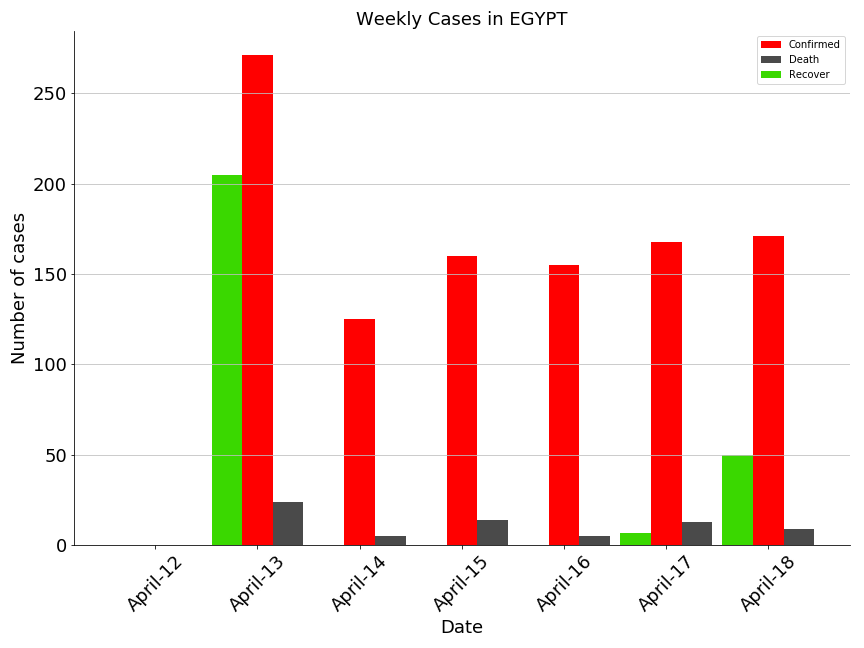 Weekly Cases in EGYPT
Confirmed
Death
Recover
Number of cases
250
200
150
100
50
0
April-12
April-13
April-14
April-15
April-16
April-17
April-18
Date